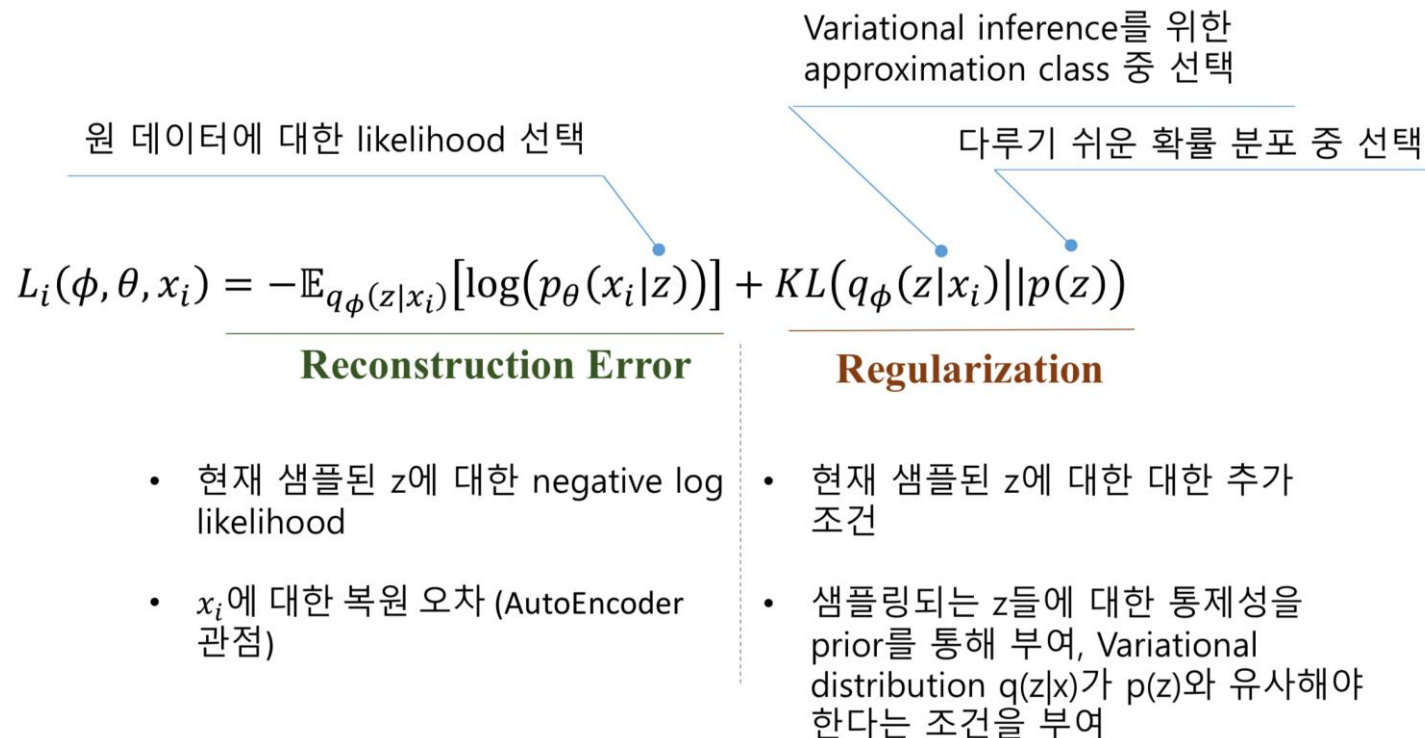 Variational inference를 위한
approximation class 중 선택
원 데이터에 대한 likelihood 선택
다루기 쉬운 확률 분포 중 선택
𝐿ᵢ(𝜙, 𝜃, 𝑥ᵢ) = −𝔼_{𝑞_𝜙(𝑧|𝑥ᵢ)}[log(𝑝_𝜃(𝑥ᵢ|𝑧))] + 𝐾𝐿(𝑞_𝜙(𝑧|𝑥ᵢ)||𝑝(𝑧))
Reconstruction Error
Regularization
• 현재 샘플된 z에 대한 negative log
likelihood
• 𝑥ᵢ에 대한 복원 오차 (AutoEncoder
관점)
• 현재 샘플된 z에 대한 대한 추가
조건
• 샘플링되는 z들에 대한 통제성을
prior를 통해 부여, Variational
distribution q(z|x)가 p(z)와 유사해야
한다는 조건을 부여